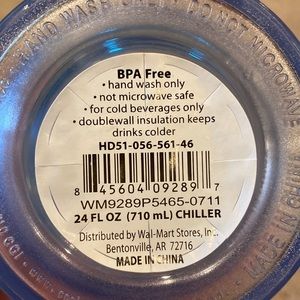 HAND WASH ONLY
DO NOT MICROWAVE
BPA Free
• hand wash only
• not microwave safe
• for cold beverages only
• doublewall insulation keeps
drinks colder
HD51-056-561-46
8 45604 09289 7
WM9289P5465-0711
24 FL OZ (710 mL) CHILLER
Distributed by Wal-Mart Stores, Inc.
Bentonville, AR 72716
MADE IN CHINA